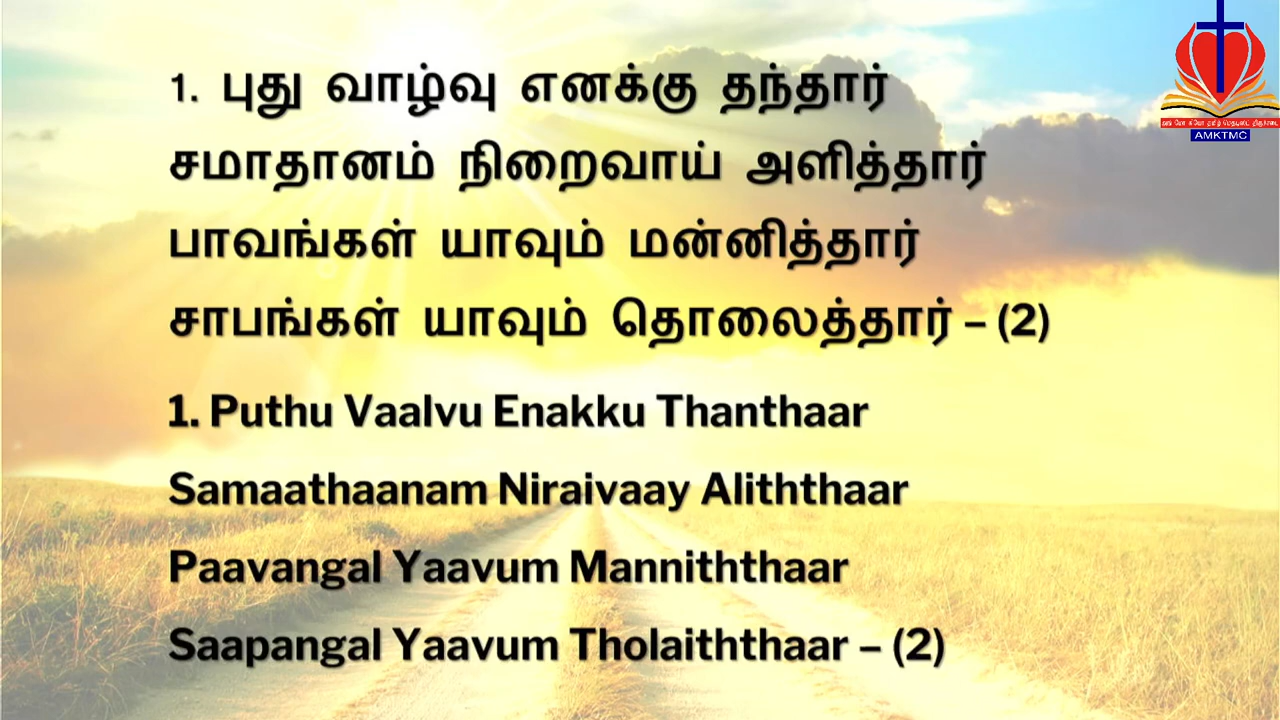 1. புது வாழ்வு எனக்கு தந்தார்
சமாதானம் நிறைவாய் அளித்தார்
பாவங்கள் யாவும் மன்னித்தார்
சாபங்கள் யாவும் தொலைத்தார் – (2)
1. Puthu Vaalvu Enakku Thanthaar
Samaathaanam Niraivaay Aliththaar
Paavangal Yaavum Manniththaar
Saapangal Yaavum Tholaiththaar – (2)
AMKTMC